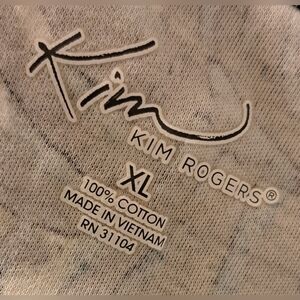 Kim
KIM ROGERS®
XL
100% COTTON
MADE IN VIETNAM
RN 31104